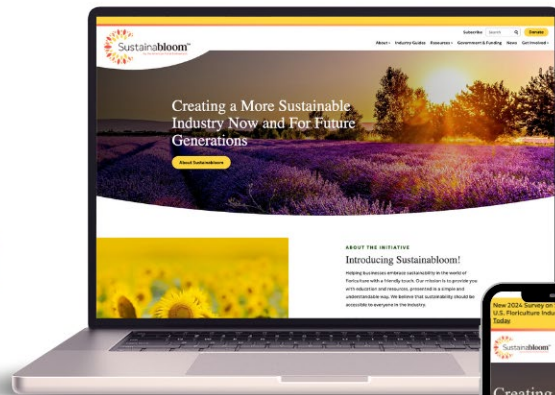 Subscribe Search Donate
Sustainabloom™
About Industry Guides Resources Government & Funding News Get Involved
Creating a More Sustainable
Industry Now and For Future
Generations
About Sustainabloom
ABOUT THE INITIATIVE
Introducing Sustainabloom!
Helping businesses embrace sustainability in the world of
floriculture with a friendly touch. Our mission is to provide you
with education and resources, presented in a simple and
understandable way. We believe that sustainability should be
accessible to everyone in the industry.
New 2024 Survey on
U.S. Floriculture Indu
Today
Sustainabloom™
Creating